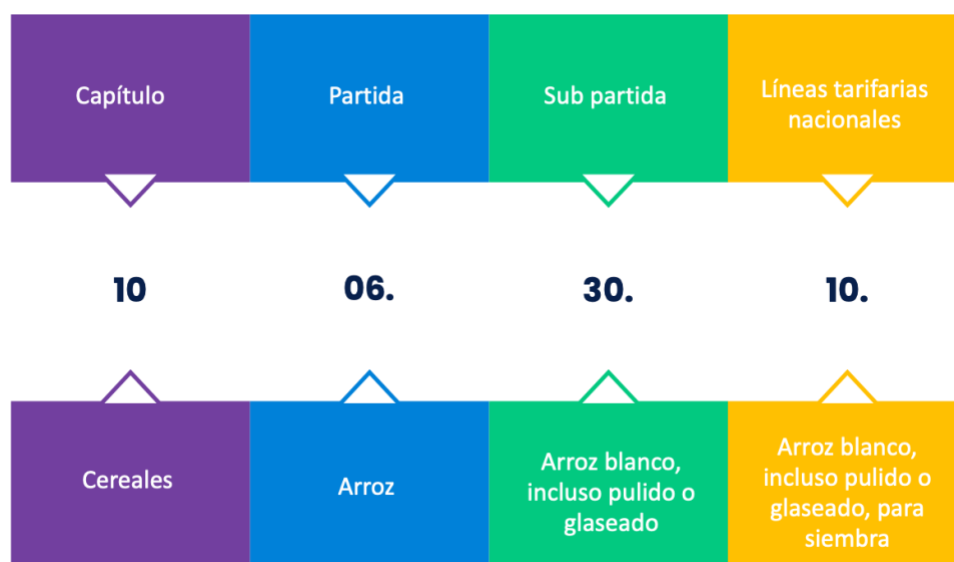 Capítulo
Partida
Sub partida
Líneas tarifarias
nacionales
10
06.
30.
10.
Cereales
Arroz
Arroz blanco,
incluso pulido o
glaseado
Arroz blanco,
incluso pulido o
glaseado, para
siembra